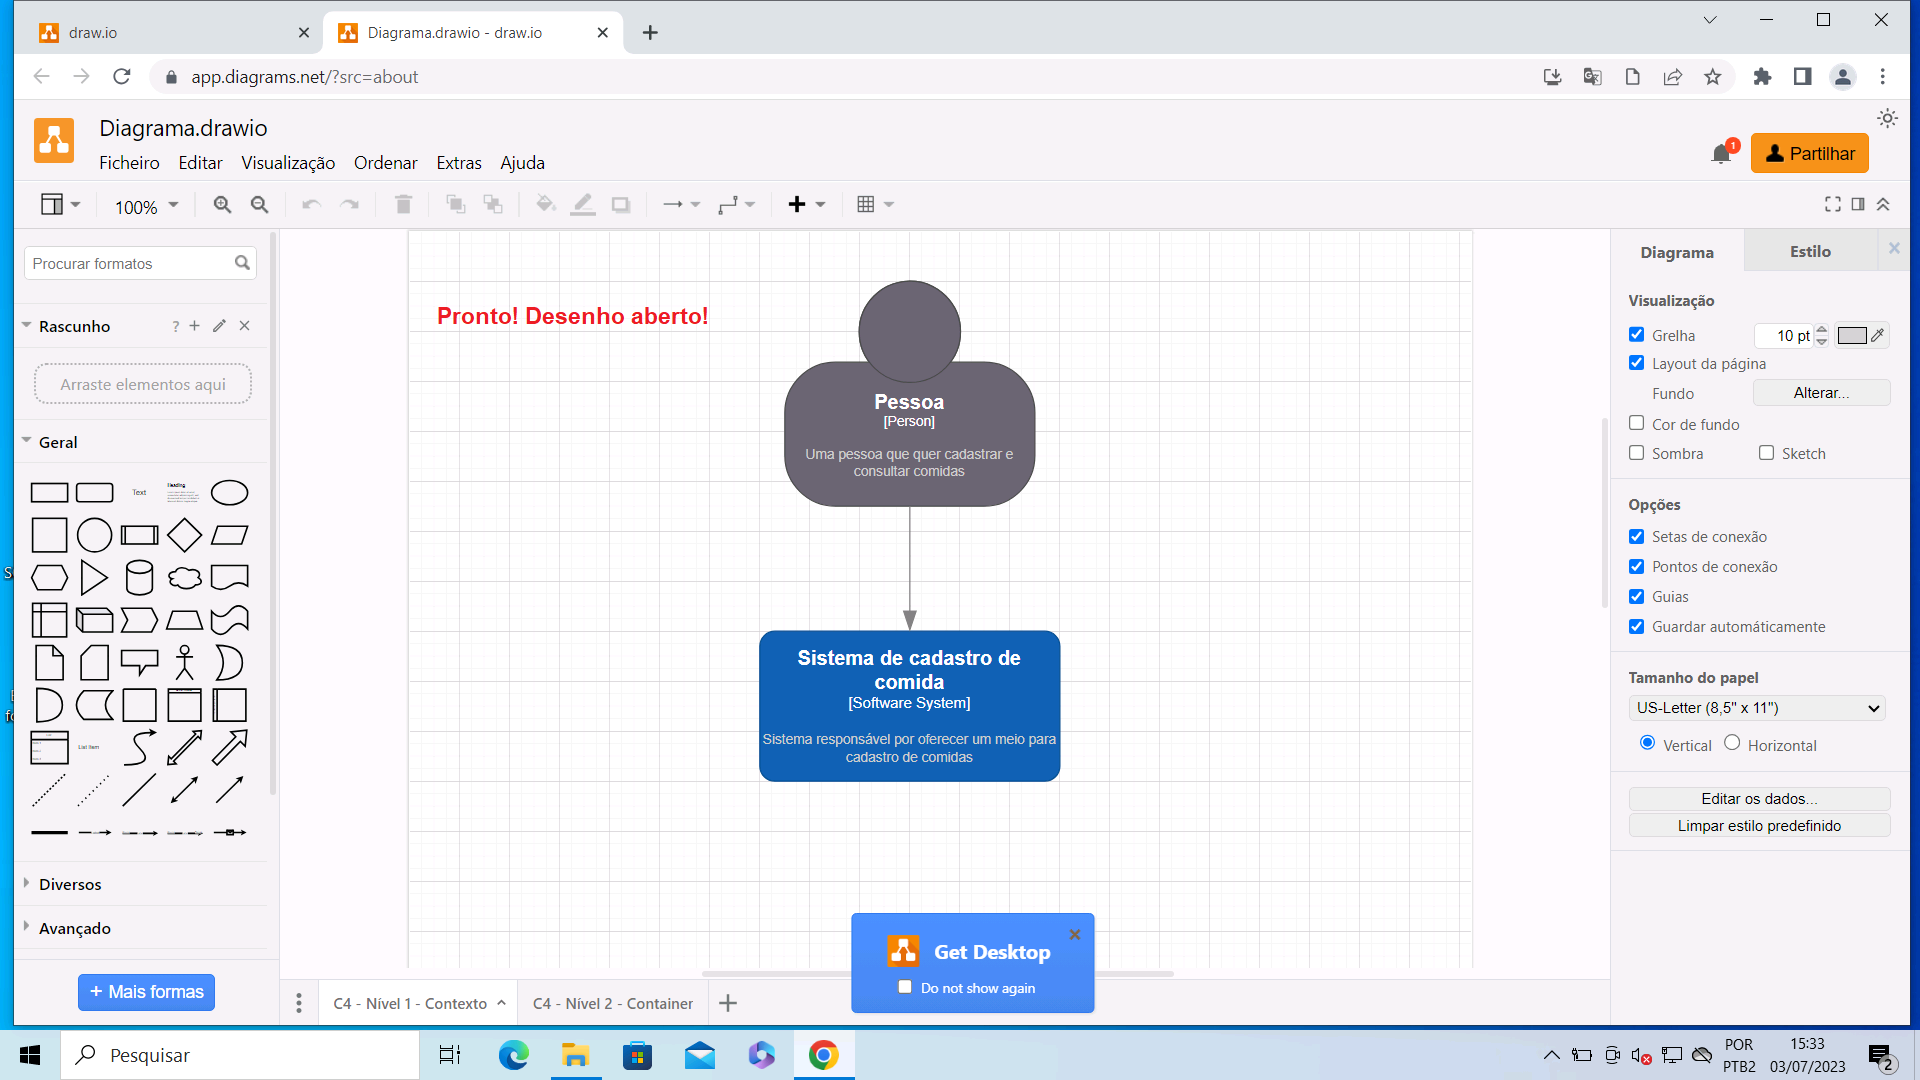 draw.io
Diagrama.drawio - draw.io
app.diagrams.net/?src=about
Diagrama.drawio
Ficheiro Editar Visualização Ordenar Extras Ajuda
1
Partilhar
100%
Procurar formatos
Rascunho
?
Arraste elementos aqui
Geral
Text
Heading
List Item
Diversos
Avançado
+ Mais formas
Pronto! Desenho aberto!
Pessoa
[Person]
Uma pessoa que quer cadastrar e
consultar comidas
Sistema de cadastro de
comida
[Software System]
Sistema responsável por oferecer um meio para
cadastro de comidas
Get Desktop
Do not show again
C4 - Nível 1 - Contexto
C4 - Nível 2 - Container
Diagrama
Estilo
Visualização
Grelha
10 pt
Layout da página
Fundo
Alterar...
Cor de fundo
Sombra
Sketch
Opções
Setas de conexão
Pontos de conexão
Guias
Guardar automáticamente
Tamanho do papel
US-Letter (8,5" x 11")
Vertical
Horizontal
Editar os dados...
Limpar estilo predefinido
Pesquisar
POR
PTB2
15:33
03/07/2023
2